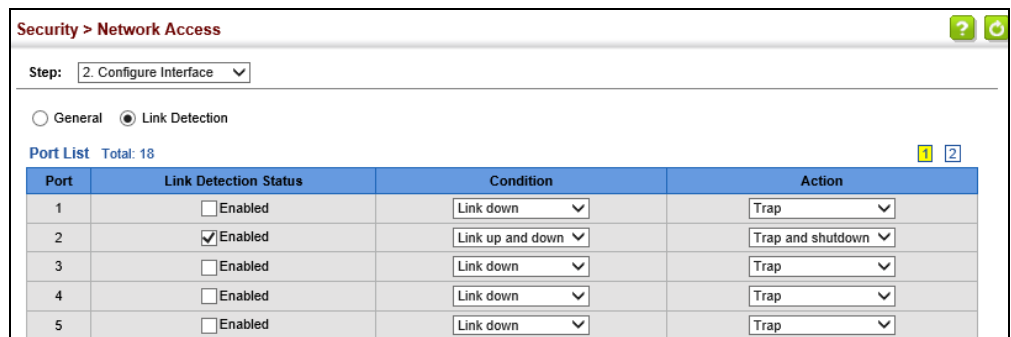 Security > Network Access
?
Step: 2. Configure Interface
General Link Detection
Port List Total: 18 1 2
Port Link Detection Status Condition Action
1 Enabled Link down Trap
2 Enabled Link up and down Trap and shutdown
3 Enabled Link down Trap
4 Enabled Link down Trap
5 Enabled Link down Trap